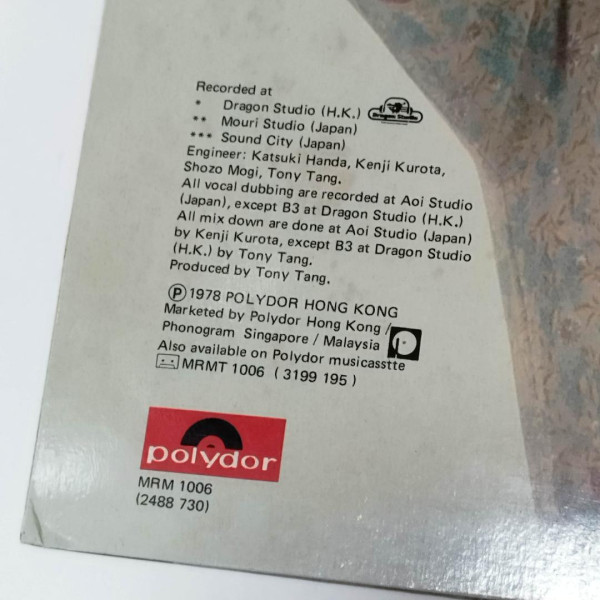 Recorded at
* Dragon Studio (H.K.)
Dragon Studio
** Mouri Studio (Japan)
*** Sound City (Japan)
Engineer: Katsuki Handa, Kenji Kurota,
Shozo Mogi, Tony Tang.
All vocal dubbing are recorded at Aoi Studio
(Japan), except B3 at Dragon Studio (H.K.)
All mix down are done at Aoi Studio (Japan)
by Kenji Kurota, except B3 at Dragon Studio
(H.K.) by Tony Tang.
Produced by Tony Tang.
Ⓟ 1978 POLYDOR HONG KONG
Marketed by Polydor Hong Kong /
Phonogram Singapore / Malaysia
Also available on Polydor musicasstte
MRMT 1006 (3199 195)
polydor
MRM 1006
(2488 730)